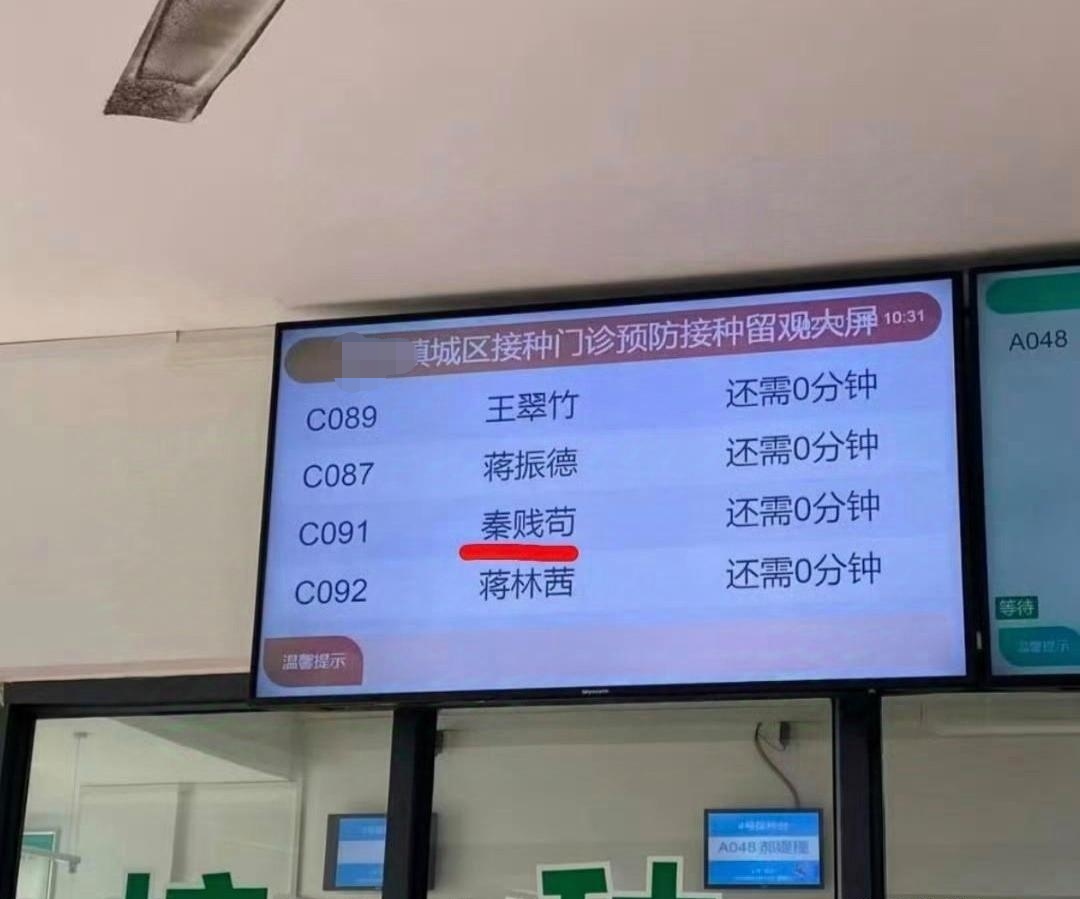 镇城区接种门诊预防接种留观大屏 10:31
C089 王翠竹 还需0分钟
C087 蒋振德 还需0分钟
C091 秦贱苟 还需0分钟
C092 蒋林茜 还需0分钟
温馨提示
A048
等待
温馨提示
A048